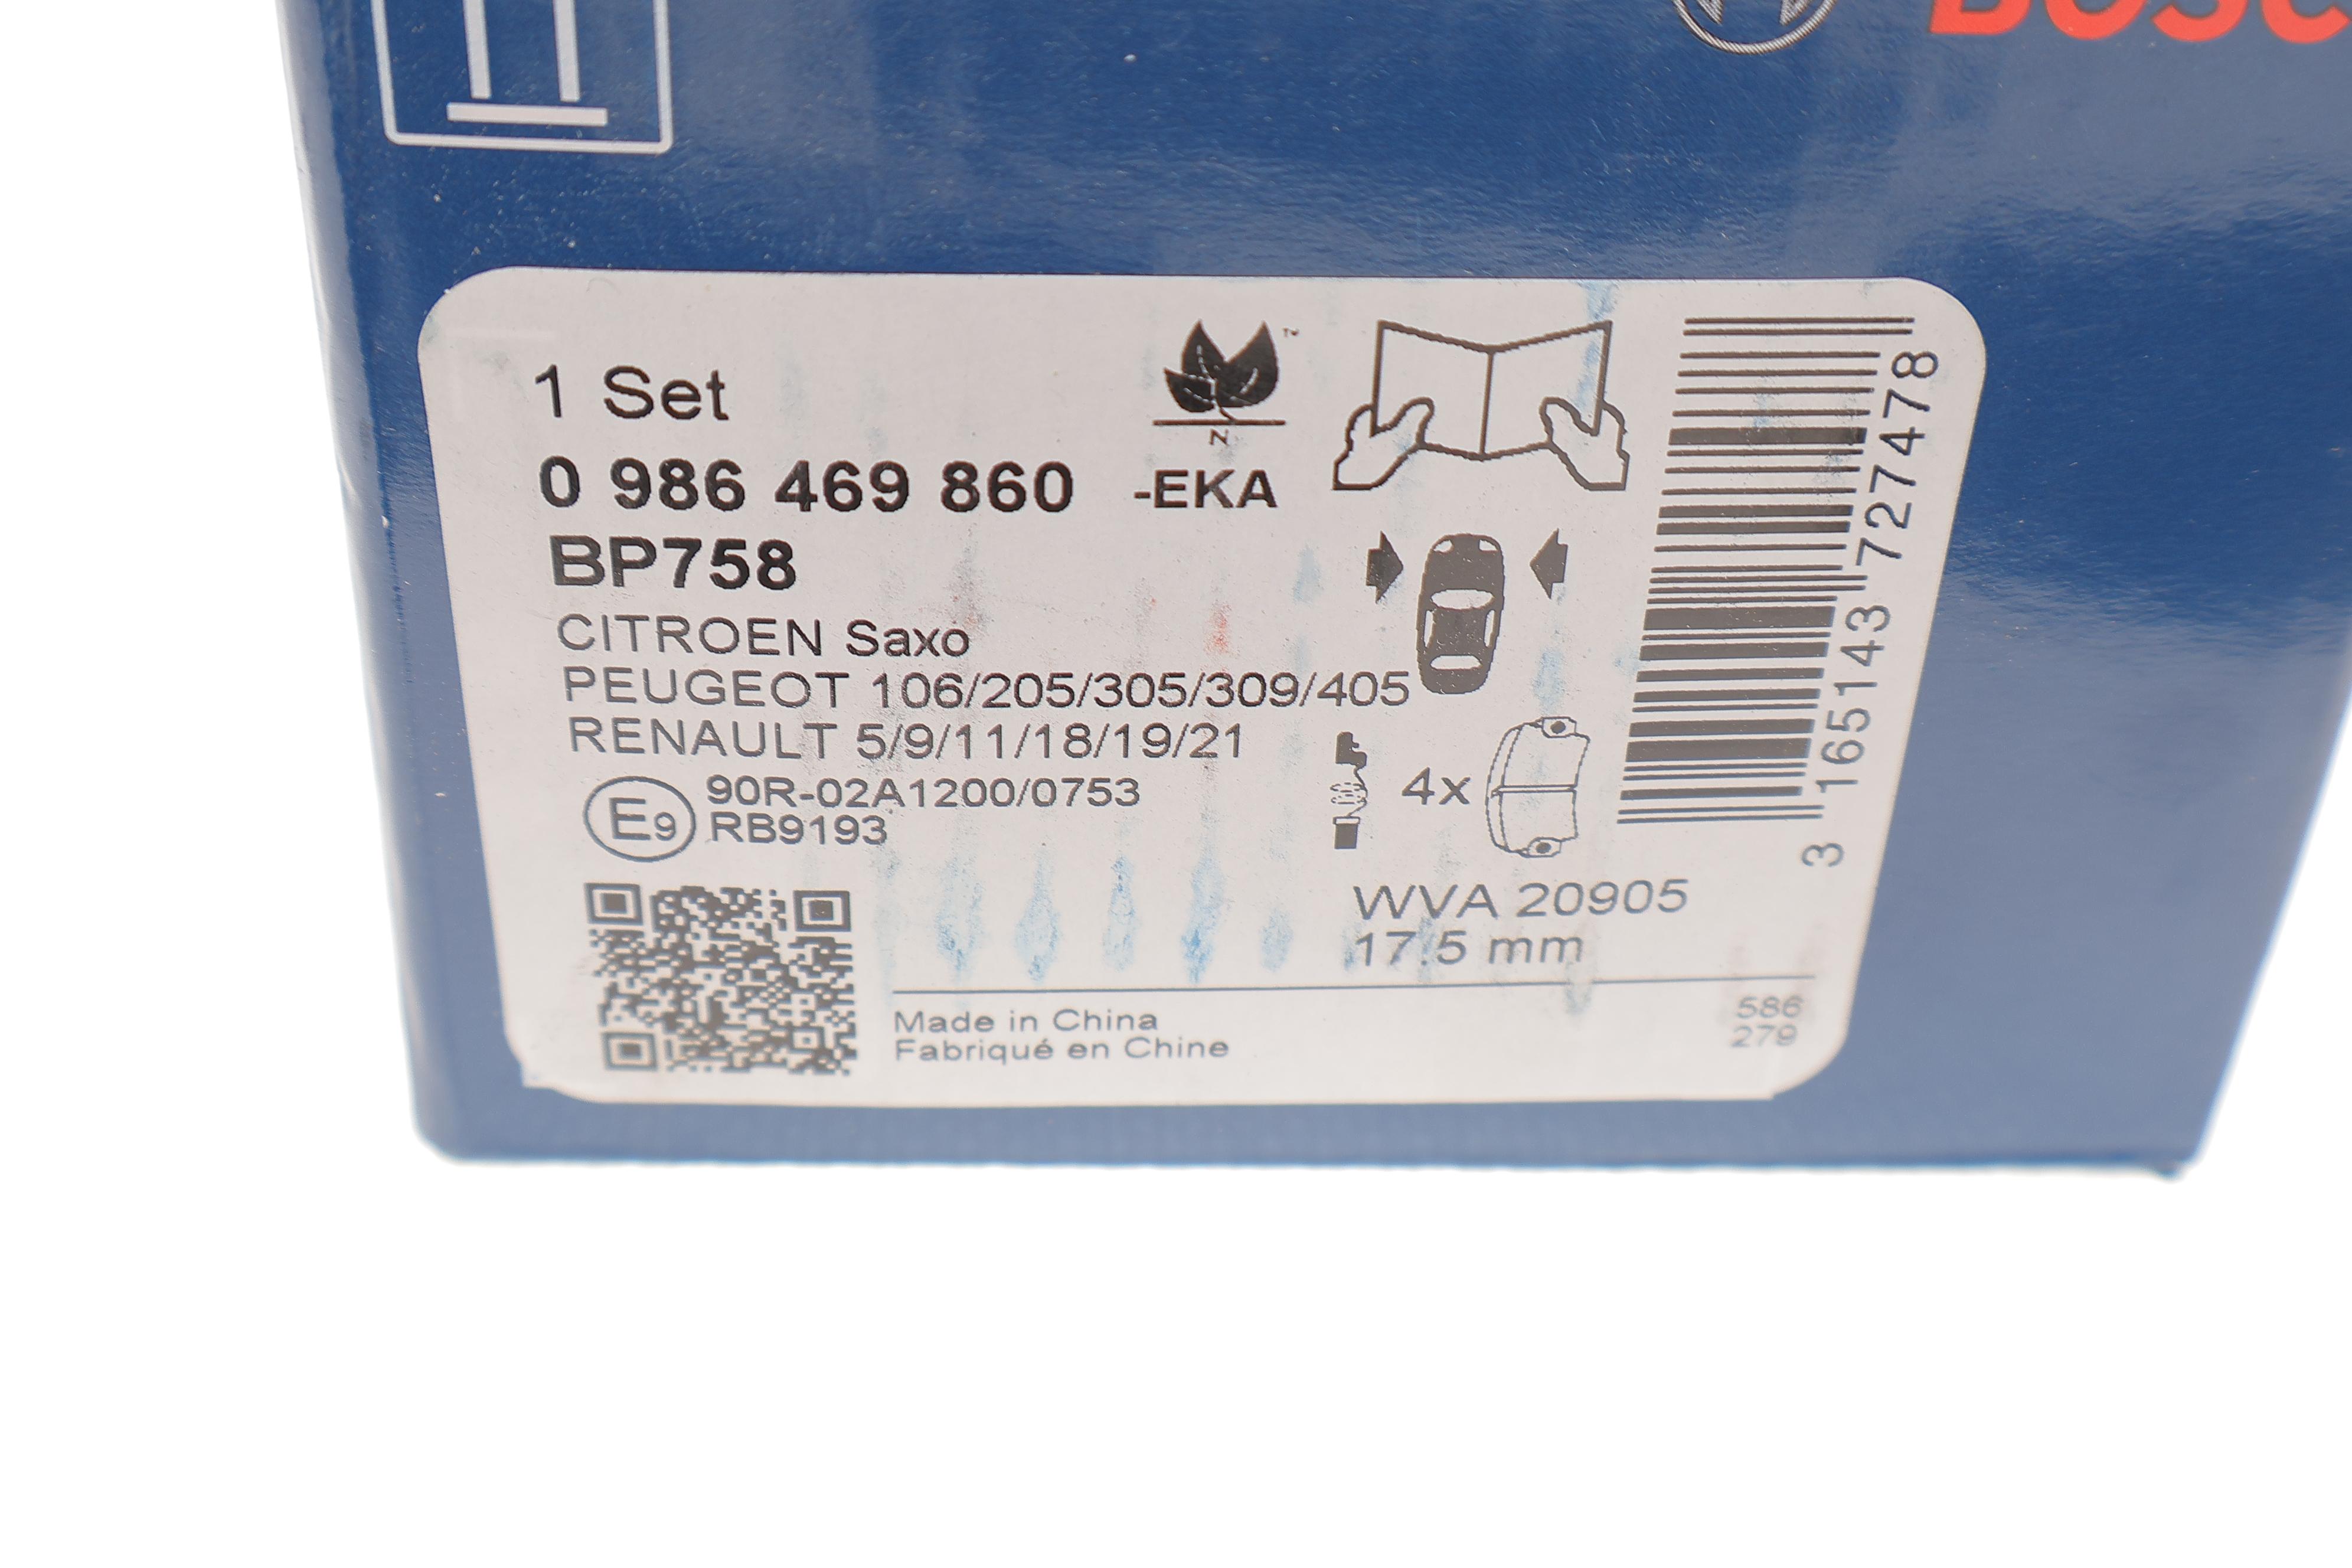 BOSC
1 Set
™
N
0 986 469 860 -EKA
BP758
CITROEN Saxo
PEUGEOT 106/205/305/309/405
RENAULT 5/9/11/18/19/21
E9 90R-02A1200/0753
RB9193
4x
3 165143 727478
WVA 20905
17.5 mm
Made in China
Fabriqué en Chine
586
279